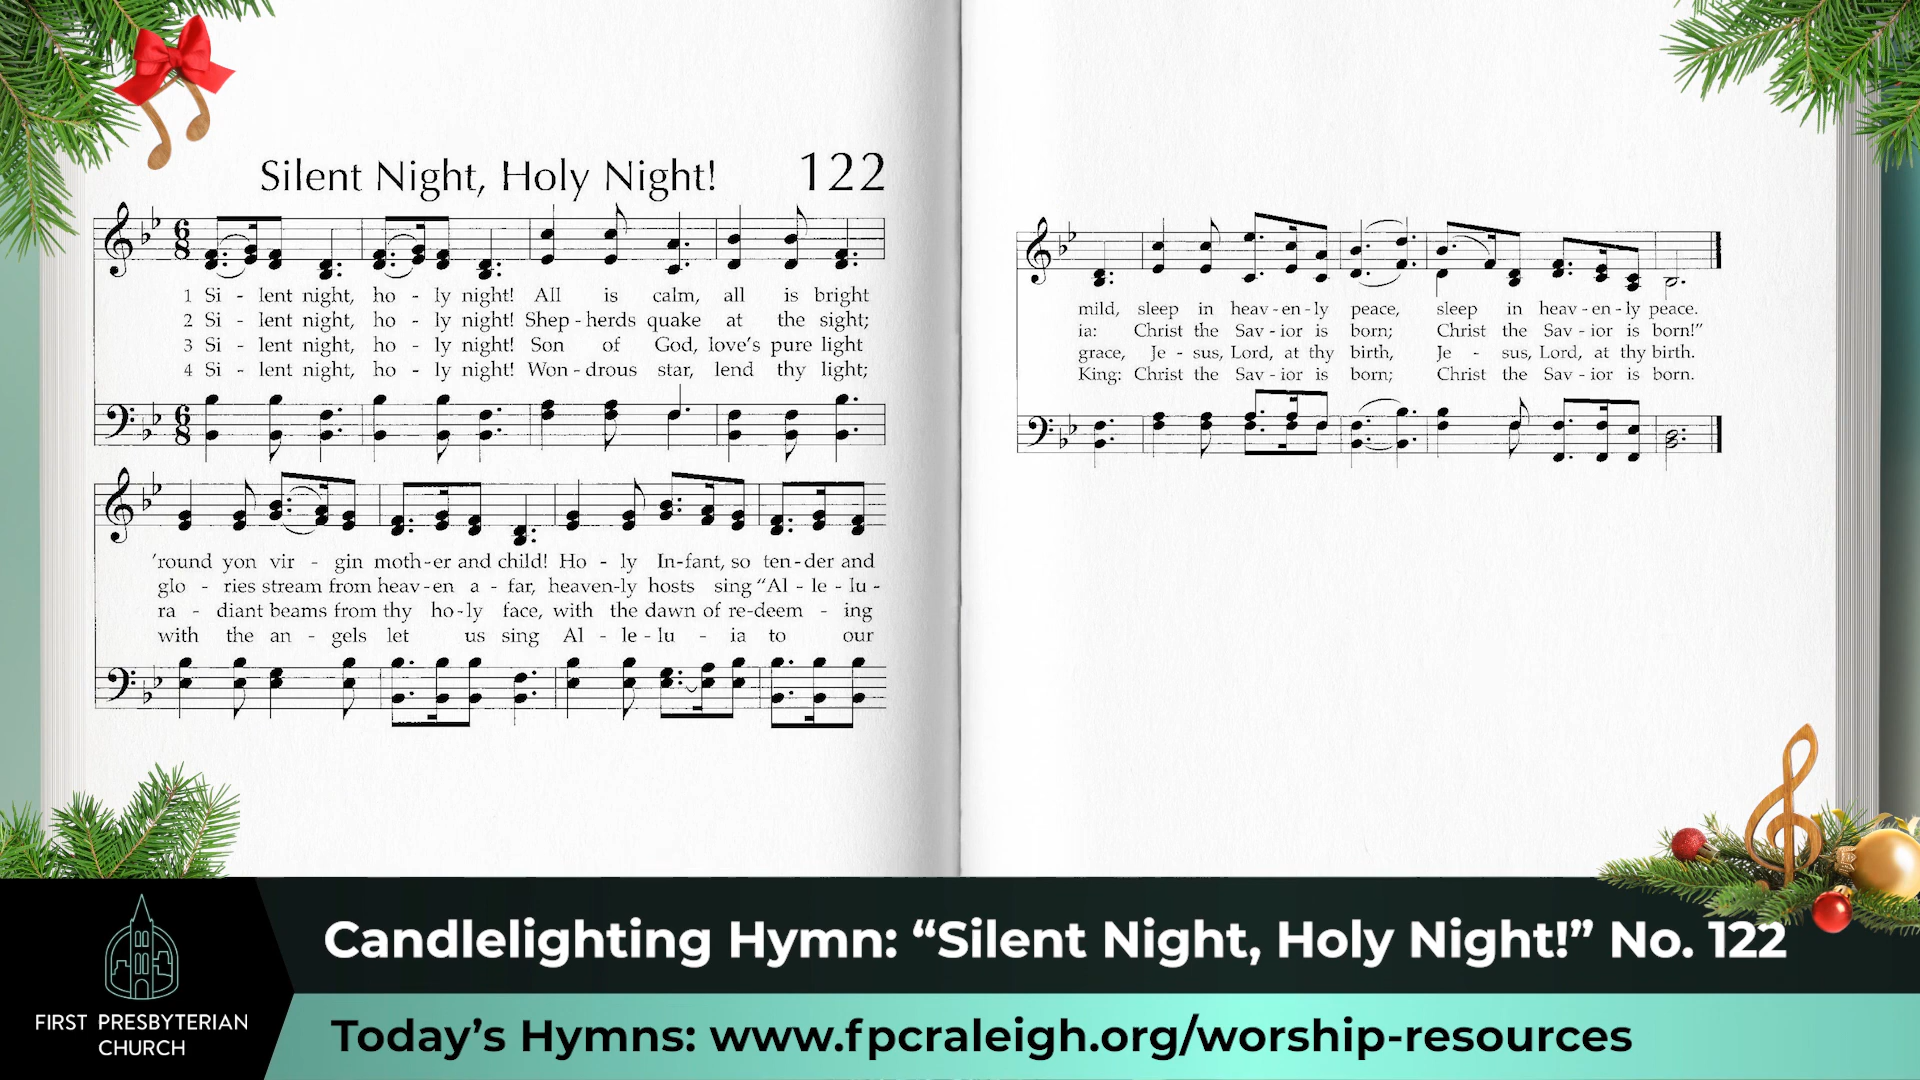 Silent Night, Holy Night! 122
6
8
1 Si - lent night, ho - ly night! All is calm, all is bright
2 Si - lent night, ho - ly night! Shep - herds quake at the sight;
3 Si - lent night, ho - ly night! Son of God, love's pure light
4 Si - lent night, ho - ly night! Won - drous star, lend thy light;
6
8
'round yon vir - gin moth-er and child! Ho - ly In-fant, so ten-der and
glo - ries stream from heav-en a - far, heaven-ly hosts sing "Al - le - lu -
ra - diant beams from thy ho-ly face, with the dawn of re-deem - ing
with the an - gels let us sing Al - le - lu - ia to our
mild, sleep in heav-en-ly peace, sleep in heav-en-ly peace.
ia: Christ the Sav-ior is born; Christ the Sav-ior is born!"
grace, Je - sus, Lord, at thy birth, Je - sus, Lord, at thy birth.
King: Christ the Sav-ior is born; Christ the Sav-ior is born.
Candlelighting Hymn: “Silent Night, Holy Night!” No. 122
FIRST PRESBYTERIAN
CHURCH
Today’s Hymns: www.fpcraleigh.org/worship-resources